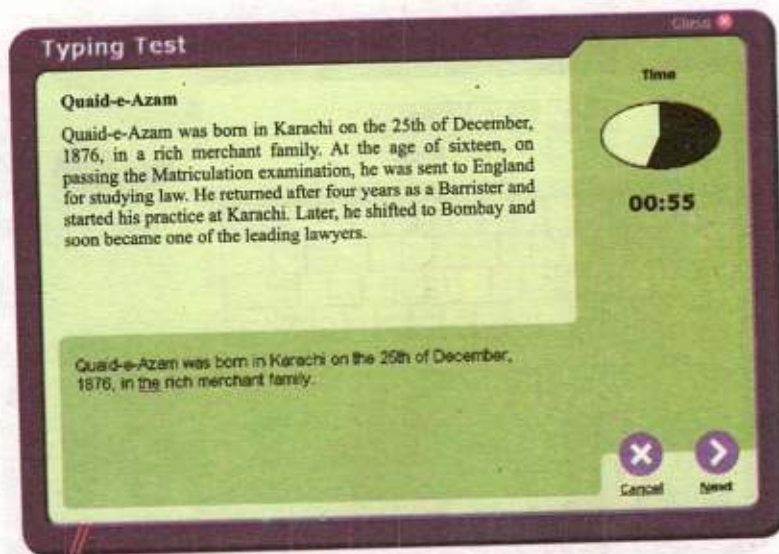 Close
Typing Test
Time
Quaid-e-Azam
Quaid-e-Azam was born in Karachi on the 25th of December,
1876, in a rich merchant family. At the age of sixteen, on
passing the Matriculation examination, he was sent to England
for studying law. He returned after four years as a Barrister and
started his practice at Karachi. Later, he shifted to Bombay and
soon became one of the leading lawyers.
00:55
Quaid-e-Azam was born in Karachi on the 25th of December,
1876, in the rich merchant family.
Cancel
Next